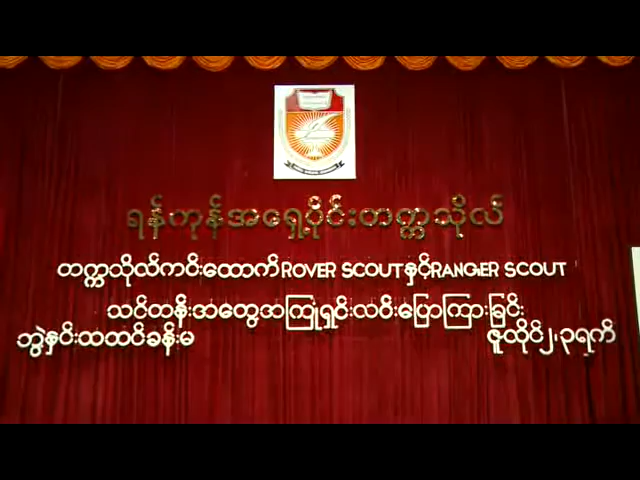 ရန်ကုန်အရှေ့ပိုင်းတက္ကသိုလ်
တက္ကသိုလ်ကင်းထောက် ROVER SCOUT နှင့် RANGER SCOUT
သင်တန်းအတွေ့အကြုံရှင်းလင်းပြောကြားခြင်း
ဘွဲ့နှင်းသဘင်ခန်းမ ဇူလိုင်၂၊၃ရက်